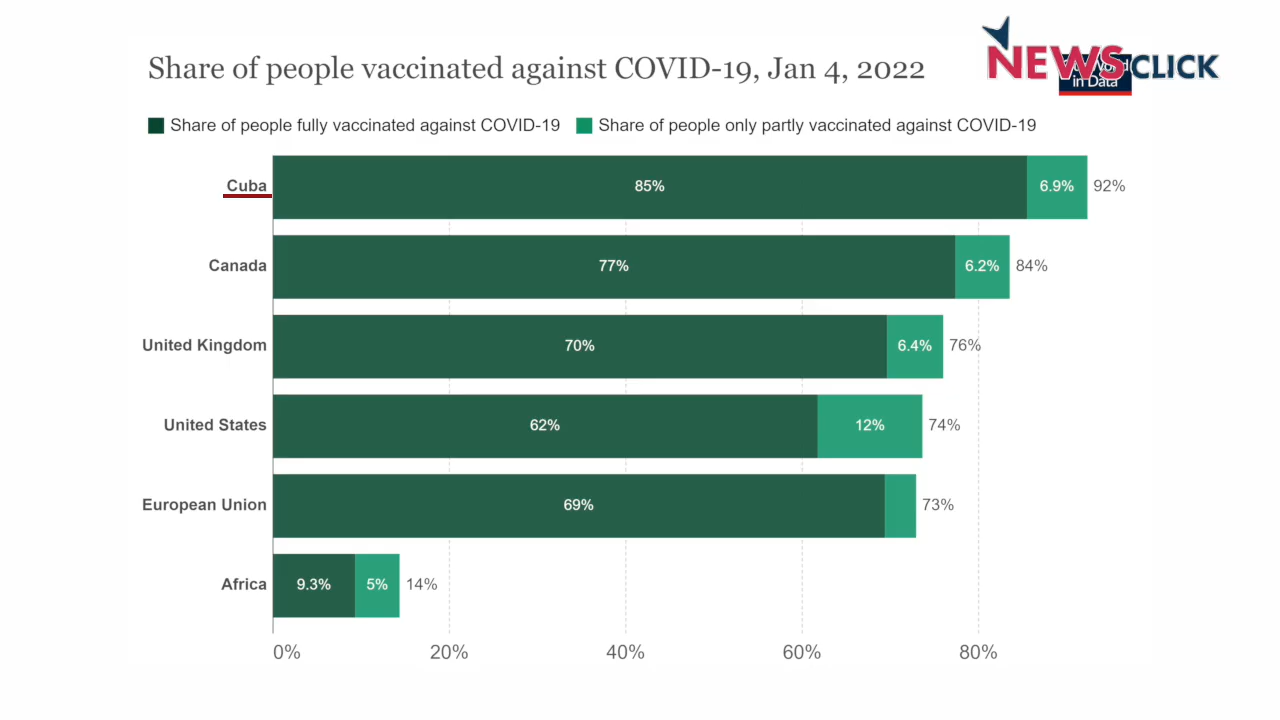 Share of people vaccinated against COVID-19, Jan 4, 2022
NEWSCLICK
in Data
Share of people fully vaccinated against COVID-19 Share of people only partly vaccinated against COVID-19
Cuba 85% 6.9% 92%
Canada 77% 6.2% 84%
United Kingdom 70% 6.4% 76%
United States 62% 12% 74%
European Union 69% 73%
Africa 9.3% 5% 14%
0% 20% 40% 60% 80%